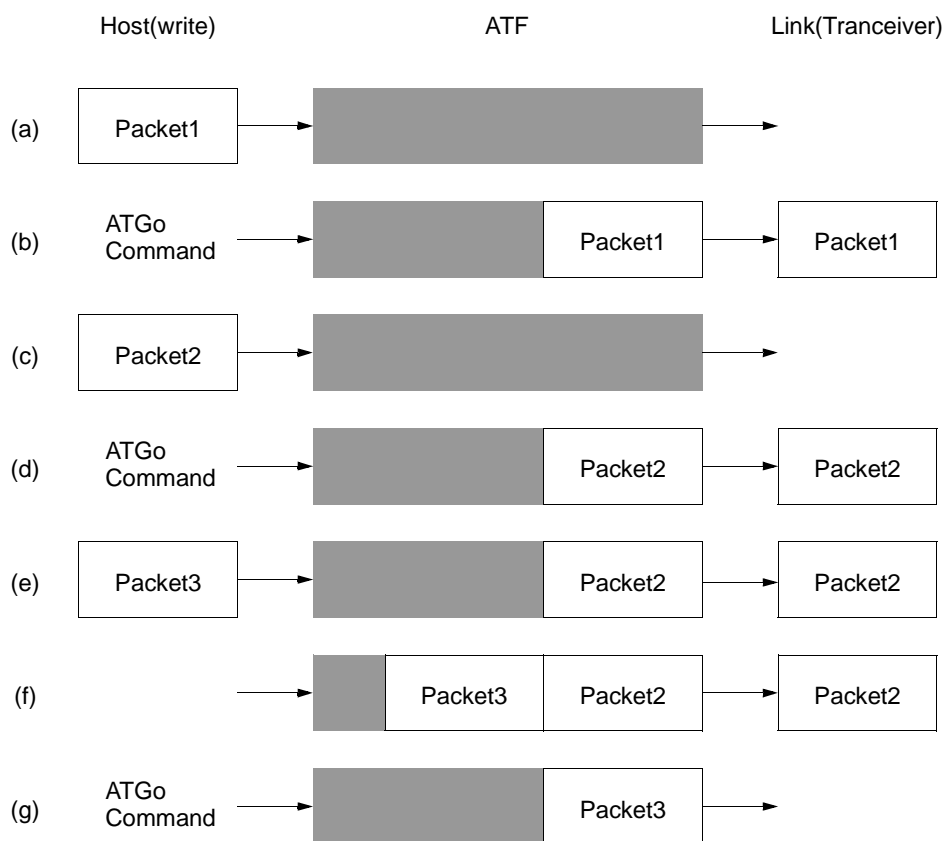 Host(write) ATF Link(Tranceiver)
(a) Packet1
(b) ATGo
Command Packet1 Packet1
(c) Packet2
(d) ATGo
Command Packet2 Packet2
(e) Packet3 Packet2 Packet2
(f) Packet3 Packet2 Packet2
(g) ATGo
Command Packet3